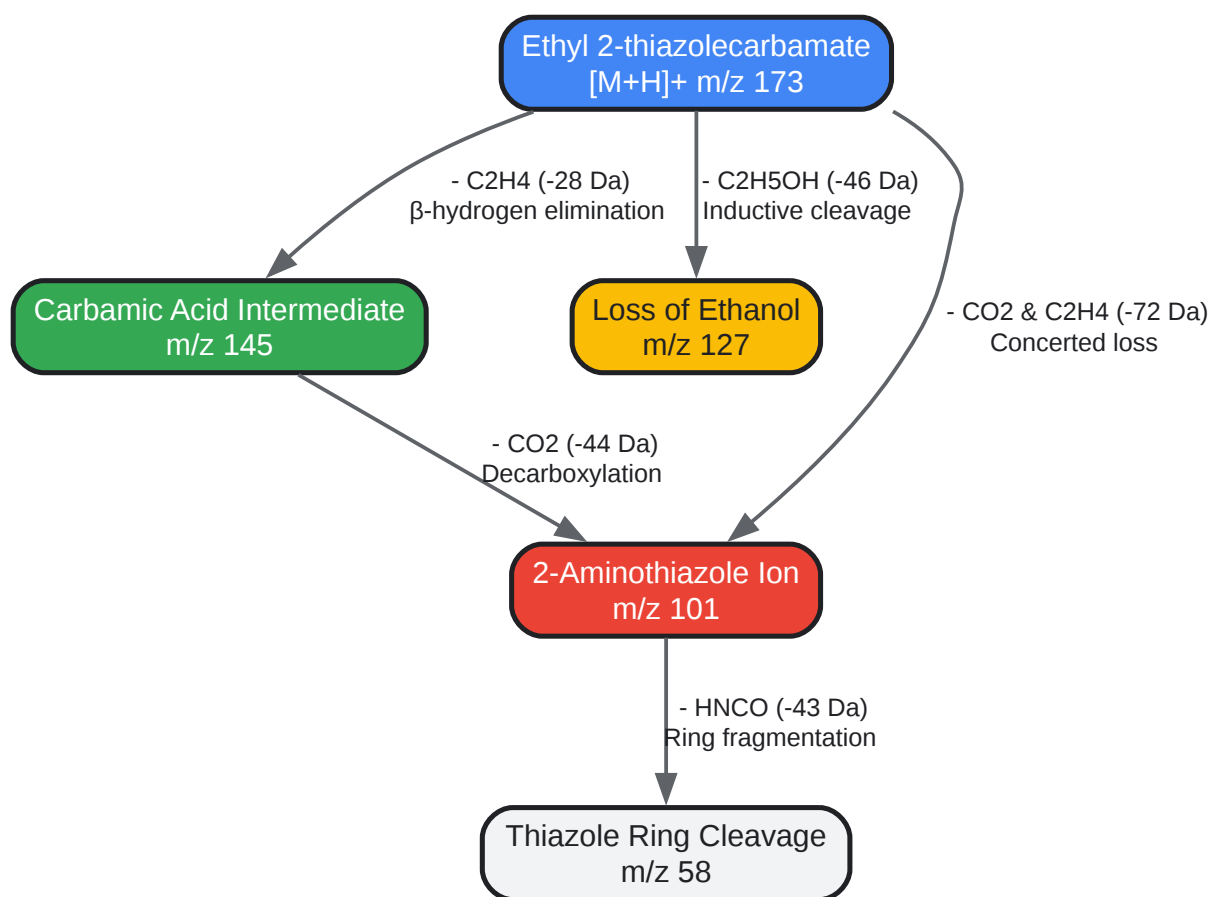 Ethyl 2-thiazolecarbamate
[M+H]+ m/z 173
- C2H4 (-28 Da)
β-hydrogen elimination
- C2H5OH (-46 Da)
Inductive cleavage
- CO2 & C2H4 (-72 Da)
Concerted loss
Carbamic Acid Intermediate
m/z 145
Loss of Ethanol
m/z 127
- CO2 (-44 Da)
Decarboxylation
2-Aminothiazole Ion
m/z 101
- HNCO (-43 Da)
Ring fragmentation
Thiazole Ring Cleavage
m/z 58